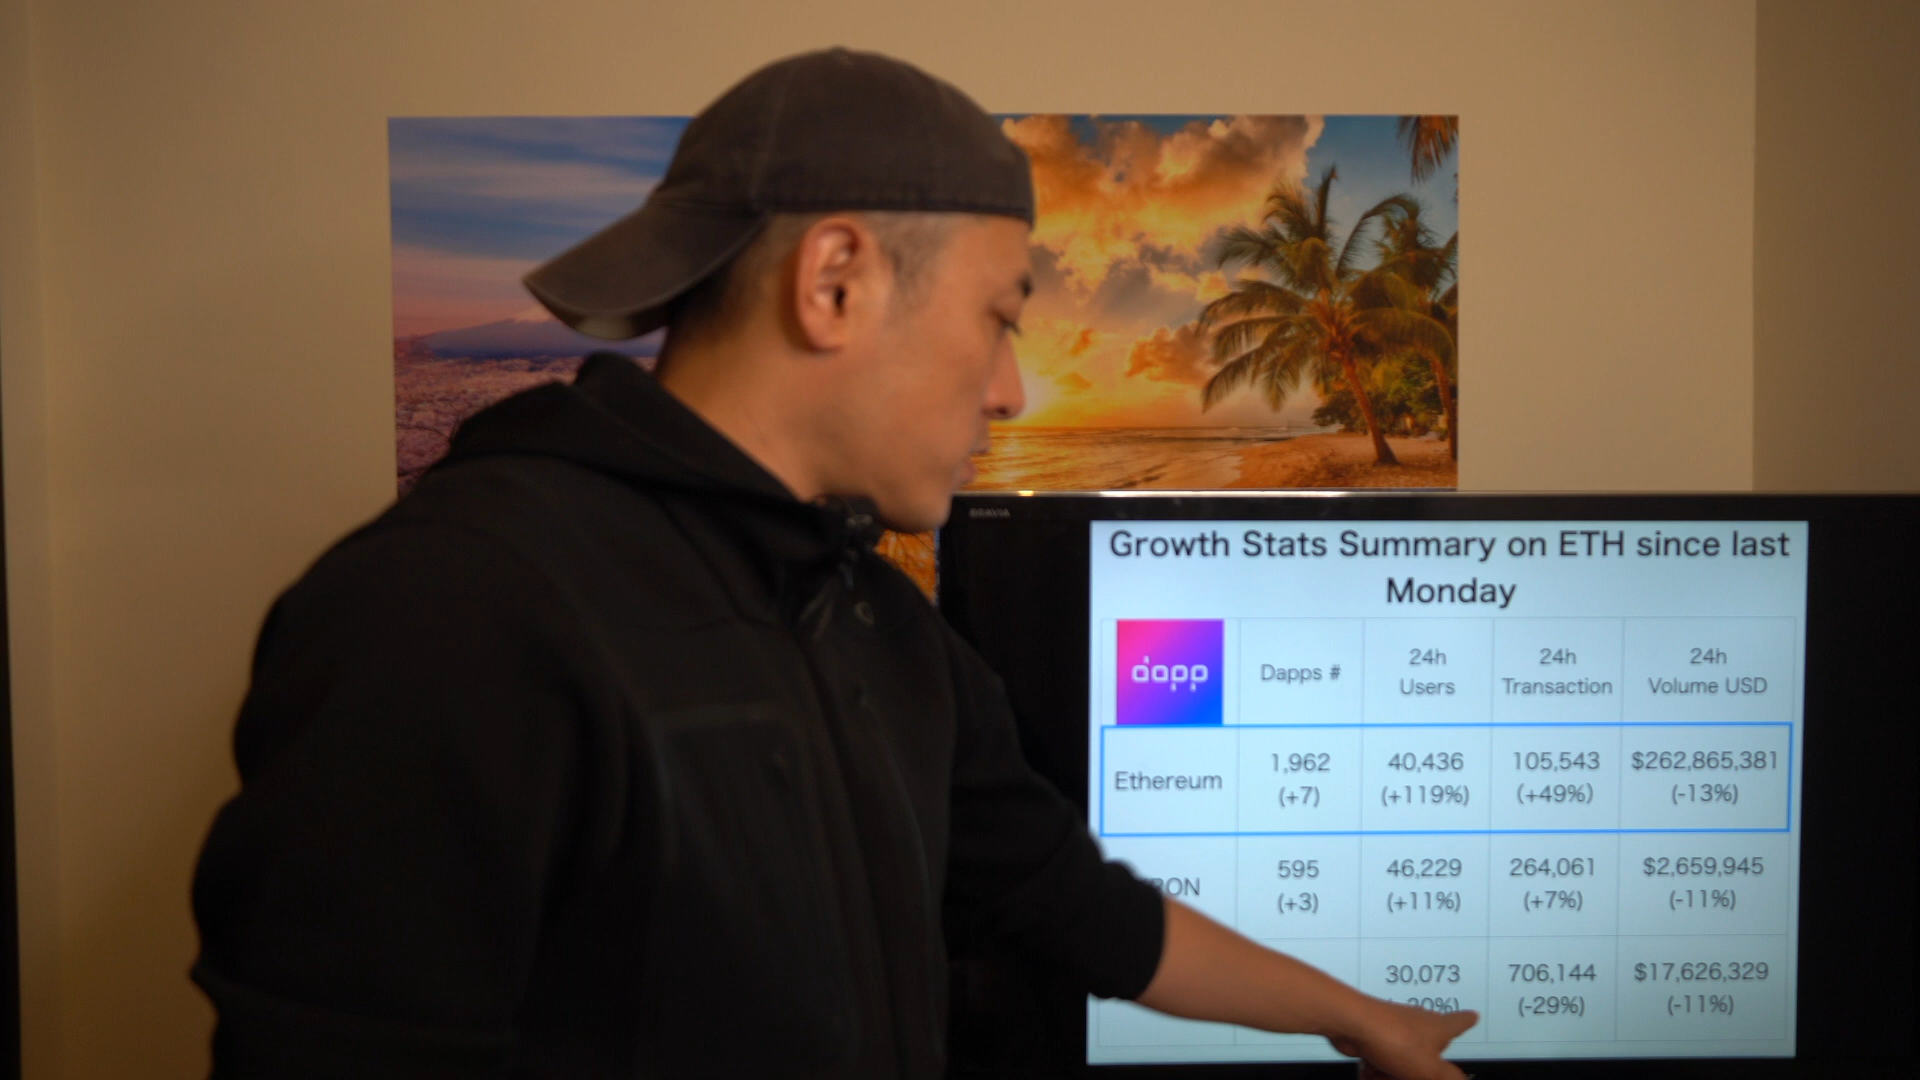 BRAVIA
Growth Stats Summary on ETH since last
Monday
dapp
Dapps #
24h
Users
24h
Transaction
24h
Volume USD
Ethereum
1,962
(+7)
40,436
(+119%)
105,543
(+49%)
$262,865,381
(-13%)
595
(+3)
46,229
(+11%)
264,061
(+7%)
$2,659,945
(-11%)
30,073
706,144
(-29%)
$17,626,329
(-11%)